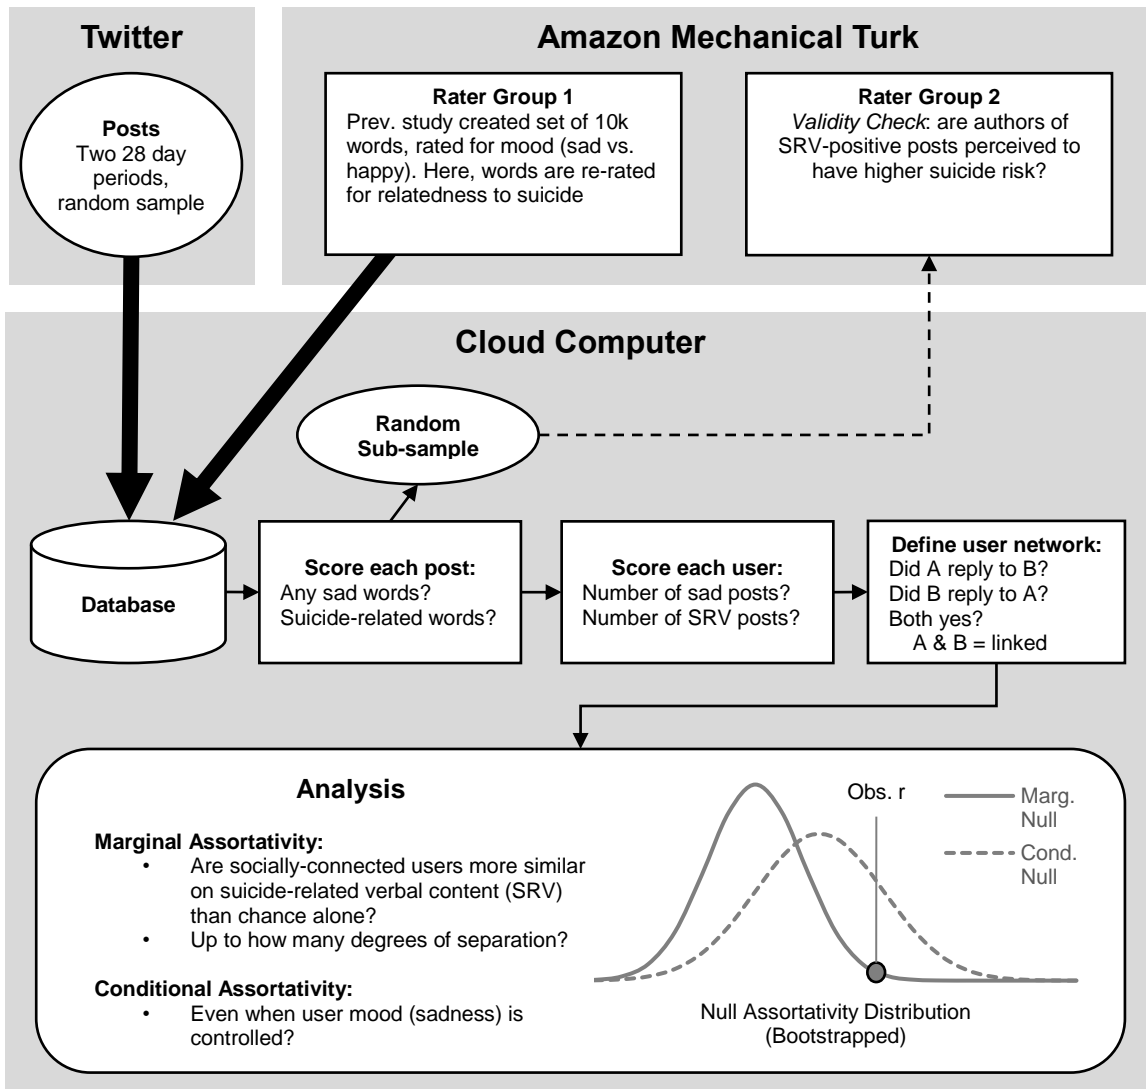 Twitter
Posts
Two 28 day
periods,
random sample
Amazon Mechanical Turk
Rater Group 1
Prev. study created set of 10k
words, rated for mood (sad vs.
happy). Here, words are re-rated
for relatedness to suicide
Rater Group 2
Validity Check: are authors of
SRV-positive posts perceived to
have higher suicide risk?
Cloud Computer
Random
Sub-sample
Database
Score each post:
Any sad words?
Suicide-related words?
Score each user:
Number of sad posts?
Number of SRV posts?
Define user network:
Did A reply to B?
Did B reply to A?
Both yes?
A & B = linked
Analysis
Marginal Assortativity:
• Are socially-connected users more similar
on suicide-related verbal content (SRV)
than chance alone?
• Up to how many degrees of separation?
Conditional Assortativity:
• Even when user mood (sadness) is
controlled?
Obs. r
Marg.
Null
Cond.
Null
Null Assortativity Distribution
(Bootstrapped)